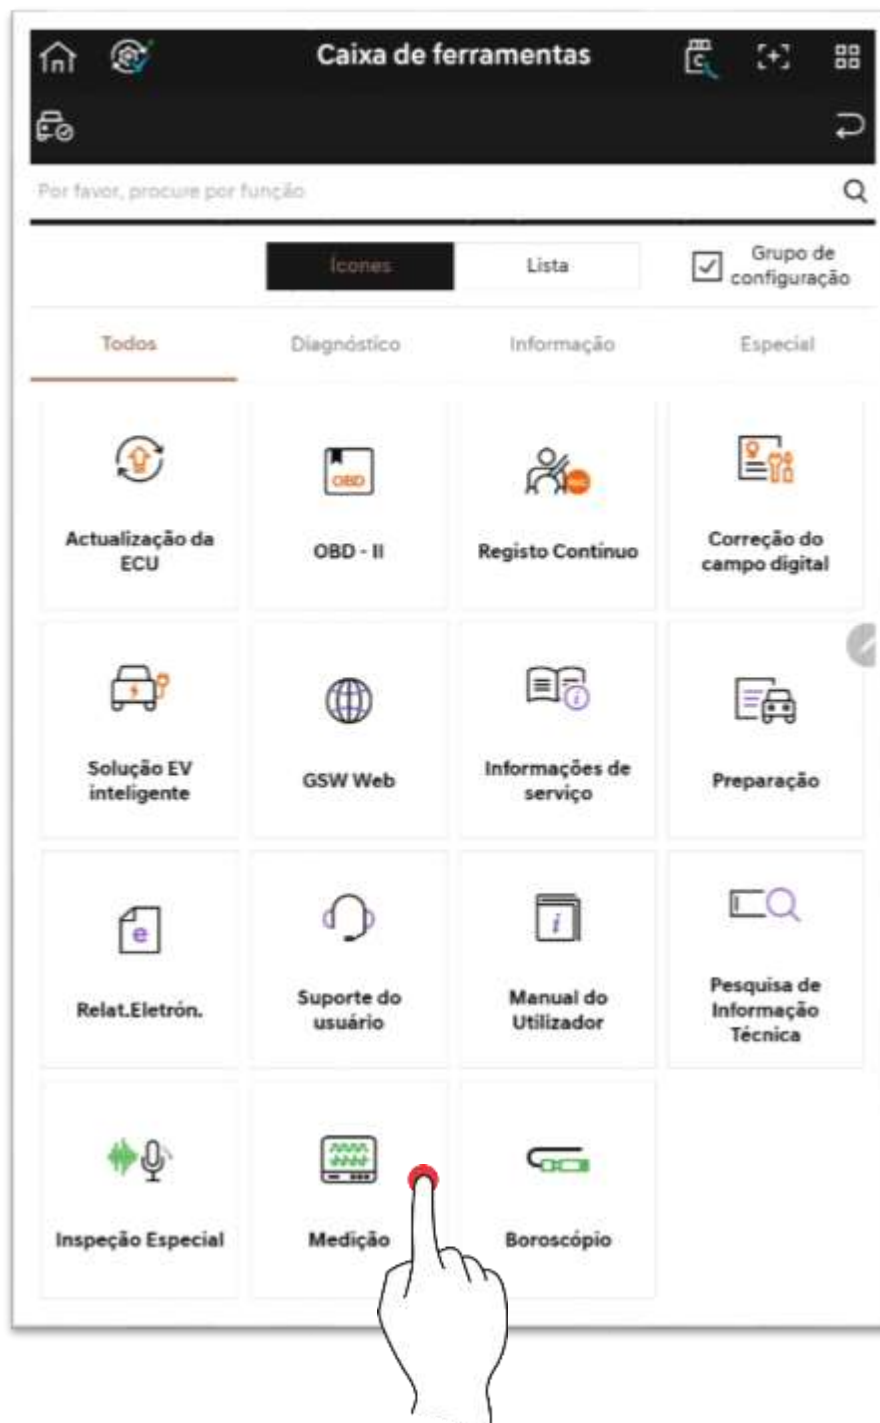 Caixa de ferramentas
Por favor, procure por função
Ícones
Lista
Grupo de
configuração
Todos
Diagnóstico
Informação
Especial
OBD
Actualização da
ECU
OBD - II
Registo Contínuo
Correção do
campo digital
Solução EV
inteligente
GSW Web
Informações de
serviço
Preparação
e
i
Relat.Eletrón.
Suporte do
usuário
Manual do
Utilizador
Pesquisa de
Informação
Técnica
Inspeção Especial
Medição
Boroscópio